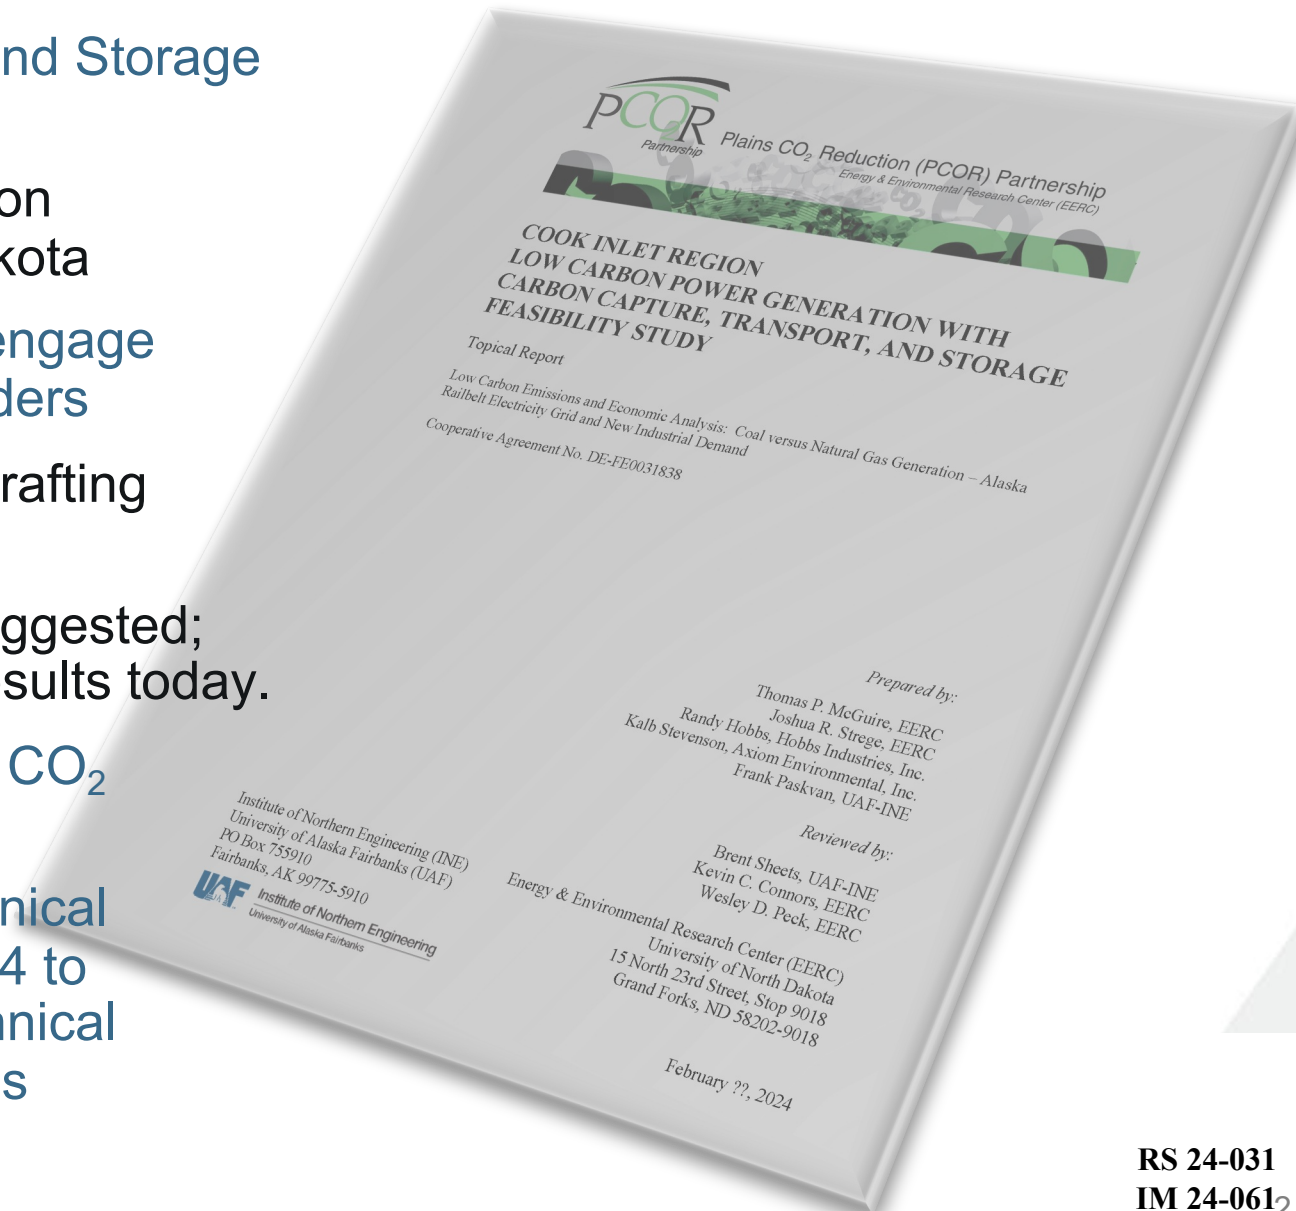 nd Storage
on
kota
engage
ders
rafting
ggested;
sults today.
CO₂
nical
4 to
hnical
s
PCO₂R
Partnership
Plains CO₂ Reduction (PCOR) Partnership
Energy & Environmental Research Center (EERC)
COOK INLET REGION
LOW CARBON POWER GENERATION WITH
CARBON CAPTURE, TRANSPORT, AND STORAGE
FEASIBILITY STUDY
Topical Report
Low Carbon Emissions and Economic Analysis: Coal versus Natural Gas Generation – Alaska
Railbelt Electricity Grid and New Industrial Demand
Cooperative Agreement No. DE-FE0031838
Prepared by:
Thomas P. McGuire, EERC
Joshua R. Strege, EERC
Randy Hobbs, Hobbs Industries, Inc.
Kalb Stevenson, Axiom Environmental, Inc.
Frank Paskvan, UAF-INE
Reviewed by:
Brent Sheets, UAF-INE
Kevin C. Connors, EERC
Wesley D. Peck, EERC
Institute of Northern Engineering (INE)
University of Alaska Fairbanks (UAF)
PO Box 755910
Fairbanks, AK 99775-5910
UAF Institute of Northern Engineering
University of Alaska Fairbanks
Energy & Environmental Research Center (EERC)
University of North Dakota
15 North 23rd Street, Stop 9018
Grand Forks, ND 58202-9018
February ??, 2024
RS 24-031
IM 24-061
2